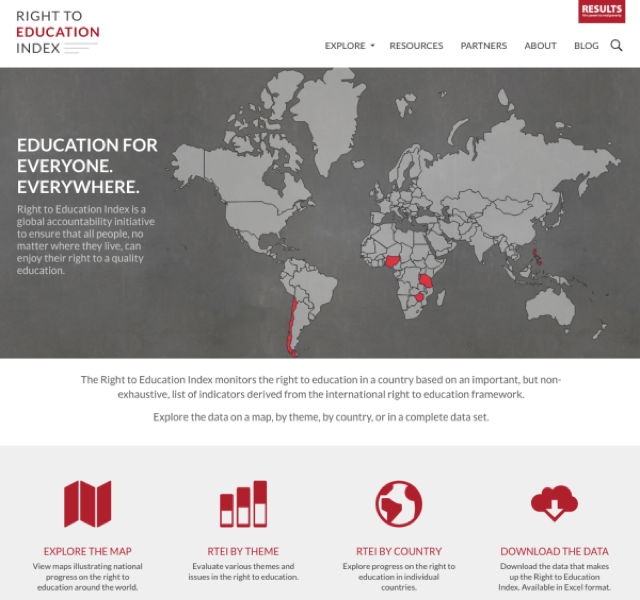 RIGHT TO
EDUCATION
INDEX
RESULTS
the power to end poverty
EXPLORE RESOURCES PARTNERS ABOUT BLOG
EDUCATION FOR
EVERYONE.
EVERYWHERE.
Right to Education Index is a
global accountability initiative
to ensure that all people, no
matter where they live, can
enjoy their right to a quality
education.
The Right to Education Index monitors the right to education in a country based on an important, but non-
exhaustive, list of indicators derived from the international right to education framework.
Explore the data on a map, by theme, by country, or in a complete data set.
EXPLORE THE MAP
View maps illustrating national
progress on the right to
education around the world.
RTEI BY THEME
Evaluate various themes and
issues in the right to education.
RTEI BY COUNTRY
Explore progress on the right to
education in individual
countries.
DOWNLOAD THE DATA
Download the data that makes
up the Right to Education
Index. Available in Excel format.